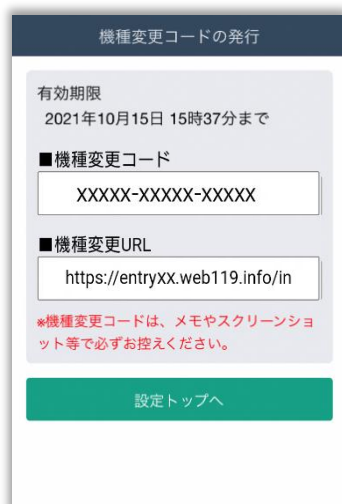 機種変更コードの発行
有効期限
2021年10月15日 15時37分まで
■機種変更コード
XXXXX-XXXXX-XXXXX
■機種変更URL
https://entryXX.web119.info/in
※機種変更コードは、メモやスクリーンショ
ット等で必ずお控えください。
設定トップへ